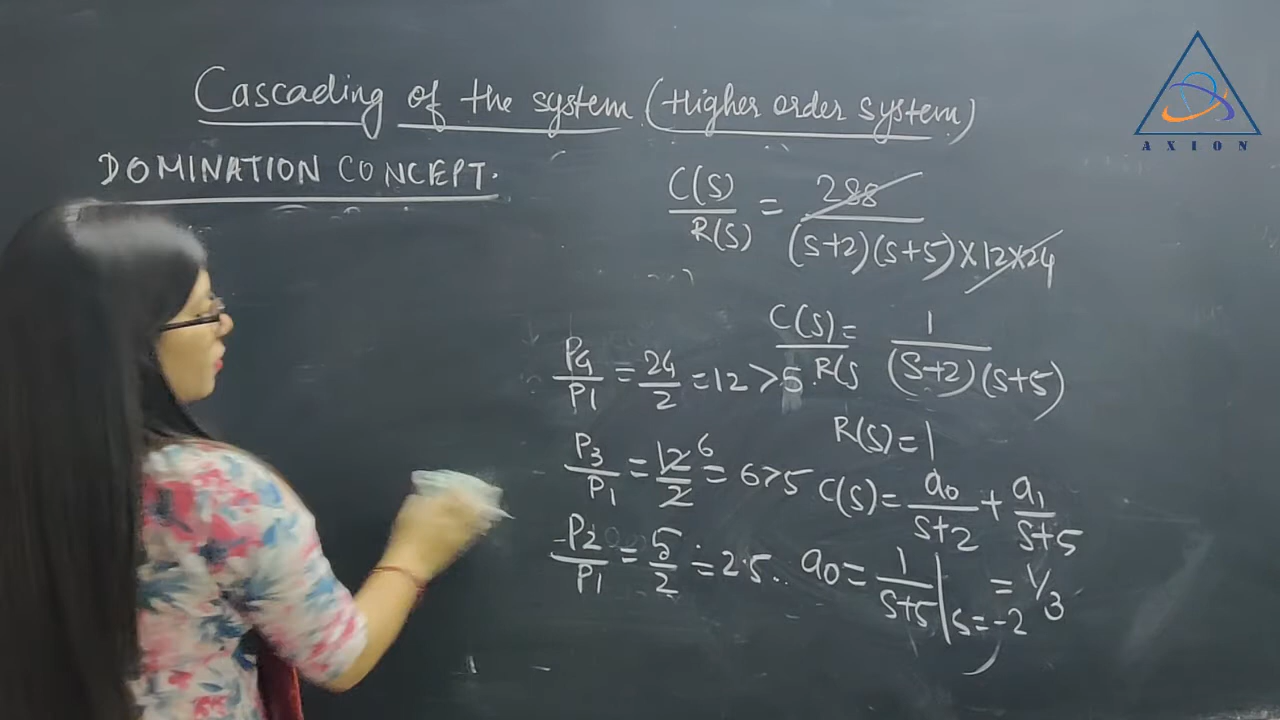 Cascading of the system (Higher order system)
DOMINATION CONCEPT.
C(S)/R(S) = 288/(S+2)(S+5)×12×24
C(S)/R(S = 1/(S+2)(S+5)
P4/P1 = 24/2 = 12 > 5.
R(S) = 1
P3/P1 = 12/2 6 = 6 > 5
C(S) = a0/S+2 + a1/S+5
P2/P1 = 5/2 = 2.5..
a0 = 1/S+5 | S = -2 = 1/3
AXION